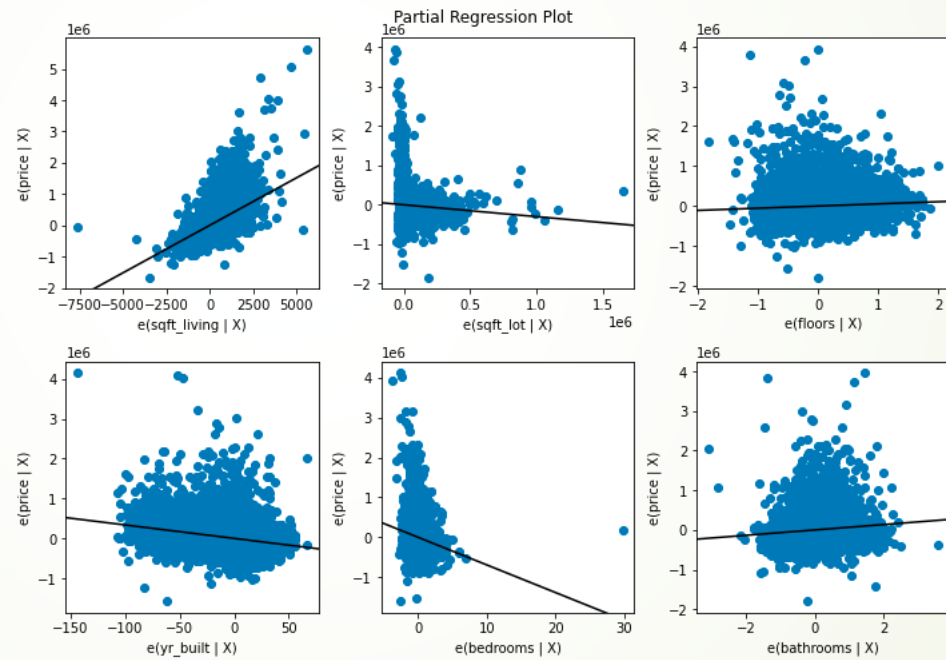 Partial Regression Plot
1e6
5
4
3
2
1
0
−1
−2
e(price | X)
−7500 −5000 −2500 0 2500 5000
e(sqft_living | X)
1e6
4
3
2
1
0
−1
−2
e(price | X)
0.0 0.5 1.0 1.5
1e6
e(sqft_lot | X)
1e6
4
3
2
1
0
−1
−2
e(price | X)
−2 −1 0 1 2
e(floors | X)
1e6
4
3
2
1
0
−1
e(price | X)
−150 −100 −50 0 50
e(yr_built | X)
1e6
4
3
2
1
0
−1
e(price | X)
0 10 20 30
e(bedrooms | X)
1e6
4
3
2
1
0
−1
−2
e(price | X)
−2 0 2
e(bathrooms | X)